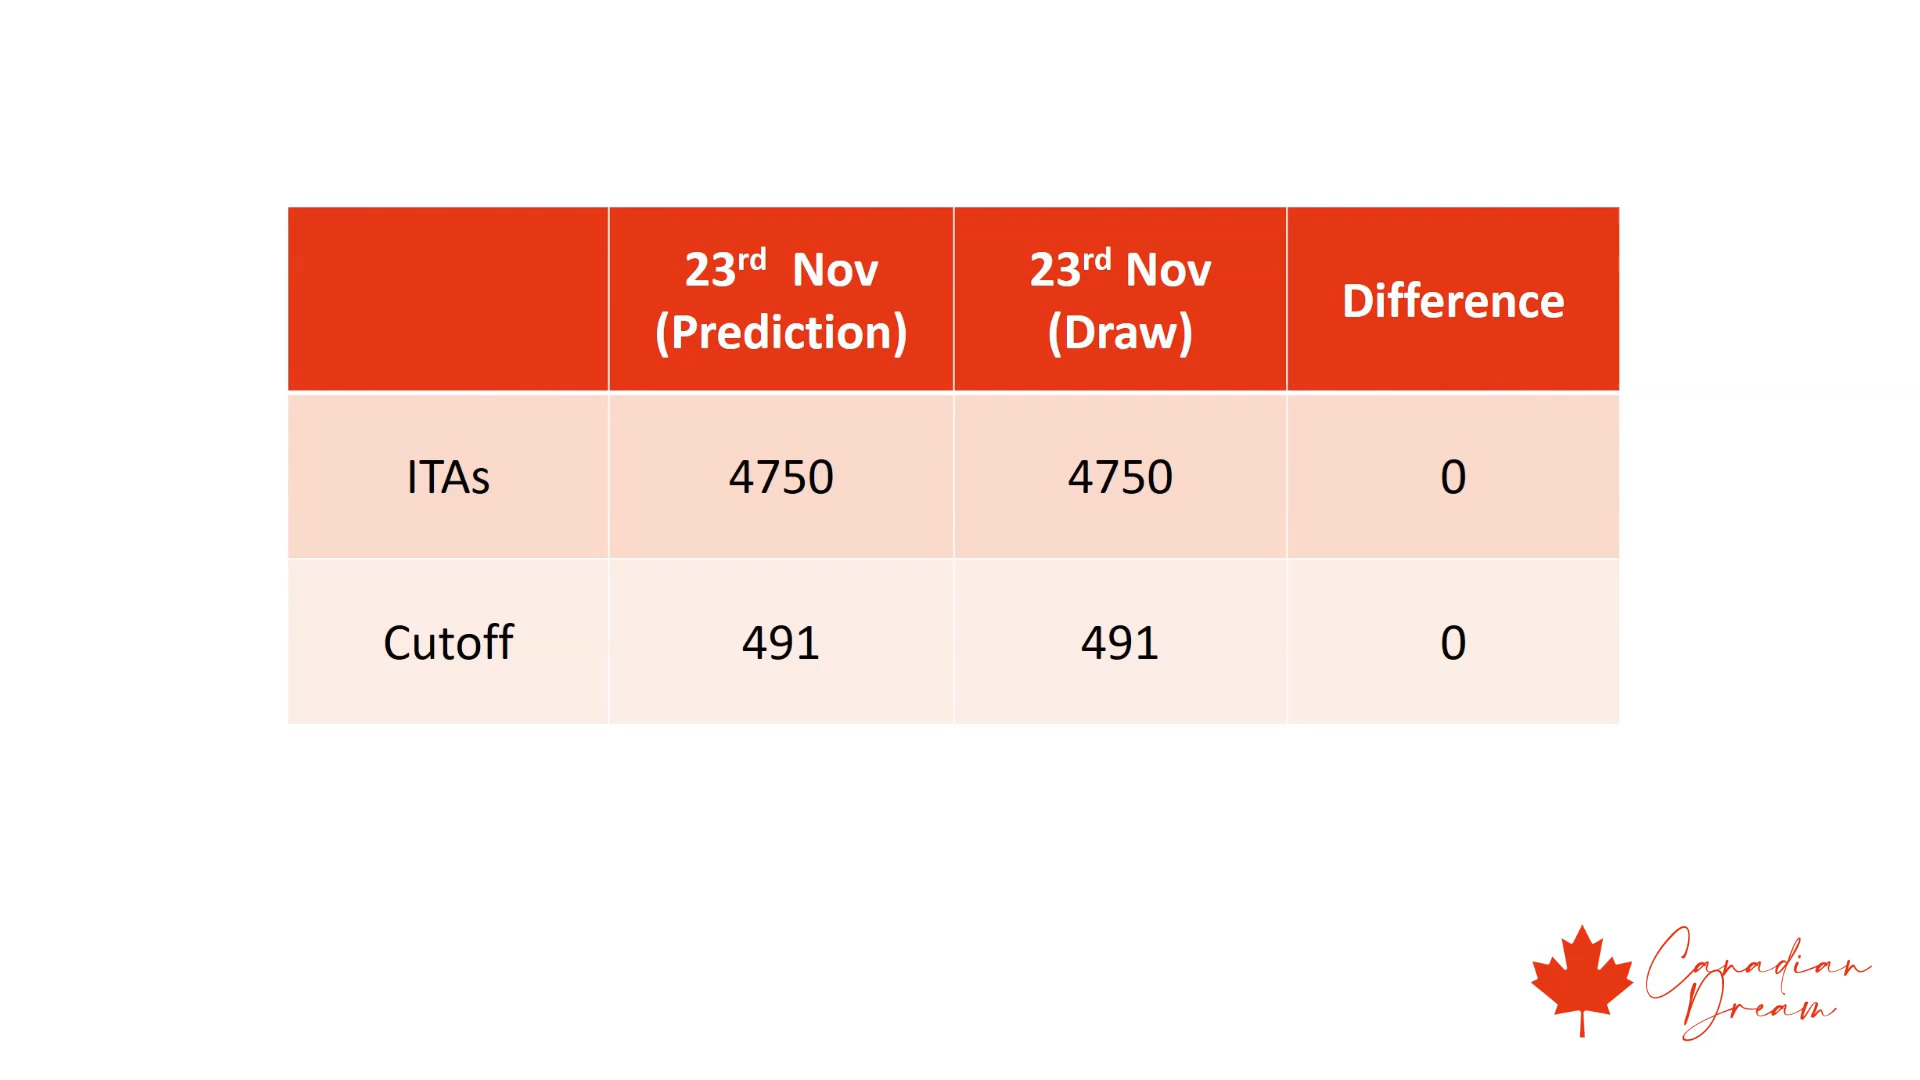 23rd Nov (Prediction) 23rd Nov (Draw) Difference
ITAs 4750 4750 0
Cutoff 491 491 0
Canadian
Dream